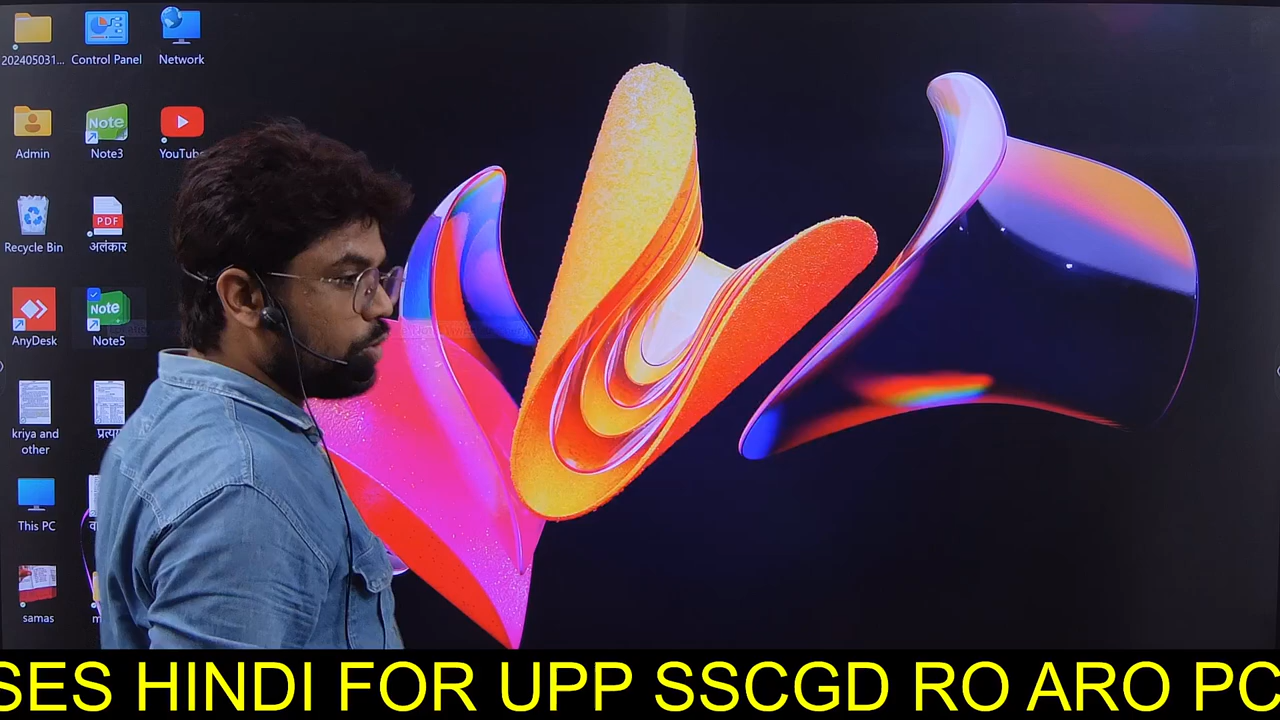 202405031...
Control Panel
Network
Admin
Note
Note3
YouTube
Recycle Bin
PDF
अलंकार
AnyDesk
Note
Note5
kriya and
other
This PC
samas
SES HINDI FOR UPP SSCGD RO ARO PC